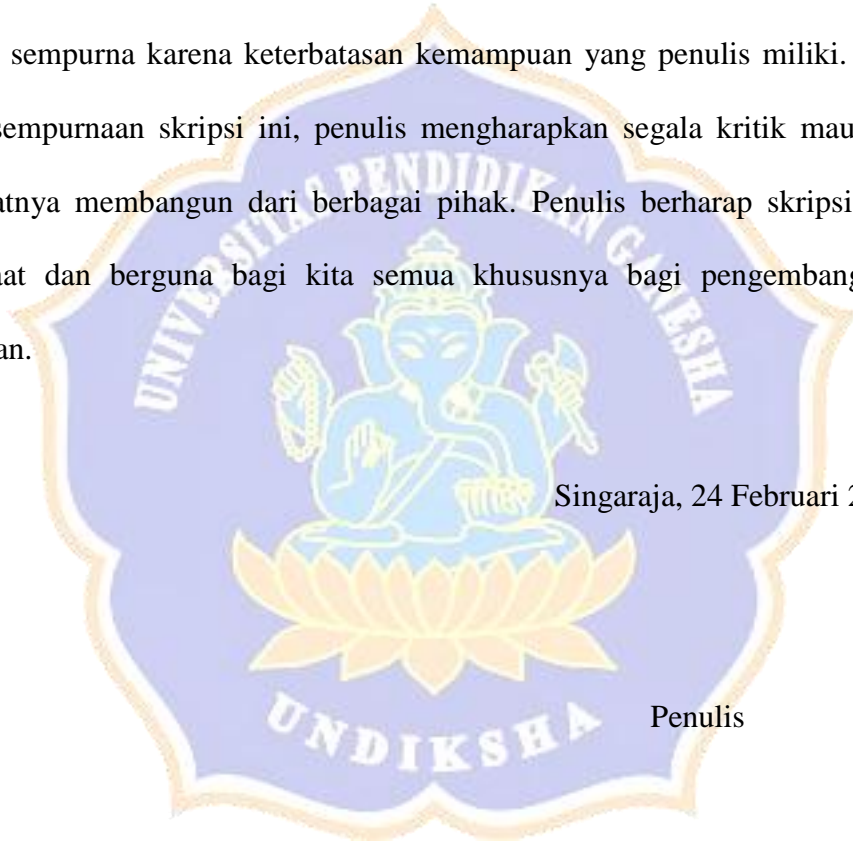 sempurna karena keterbatasan kemampuan yang penulis miliki.
sempurnaan skripsi ini, penulis mengharapkan segala kritik mau
atnya membangun dari berbagai pihak. Penulis berharap skripsi
aat dan berguna bagi kita semua khususnya bagi pengembang
an.
UNIVERSITAS PENDIDIKAN GANESHA
Singaraja, 24 Februari 2
Penulis
UNDIKSHA